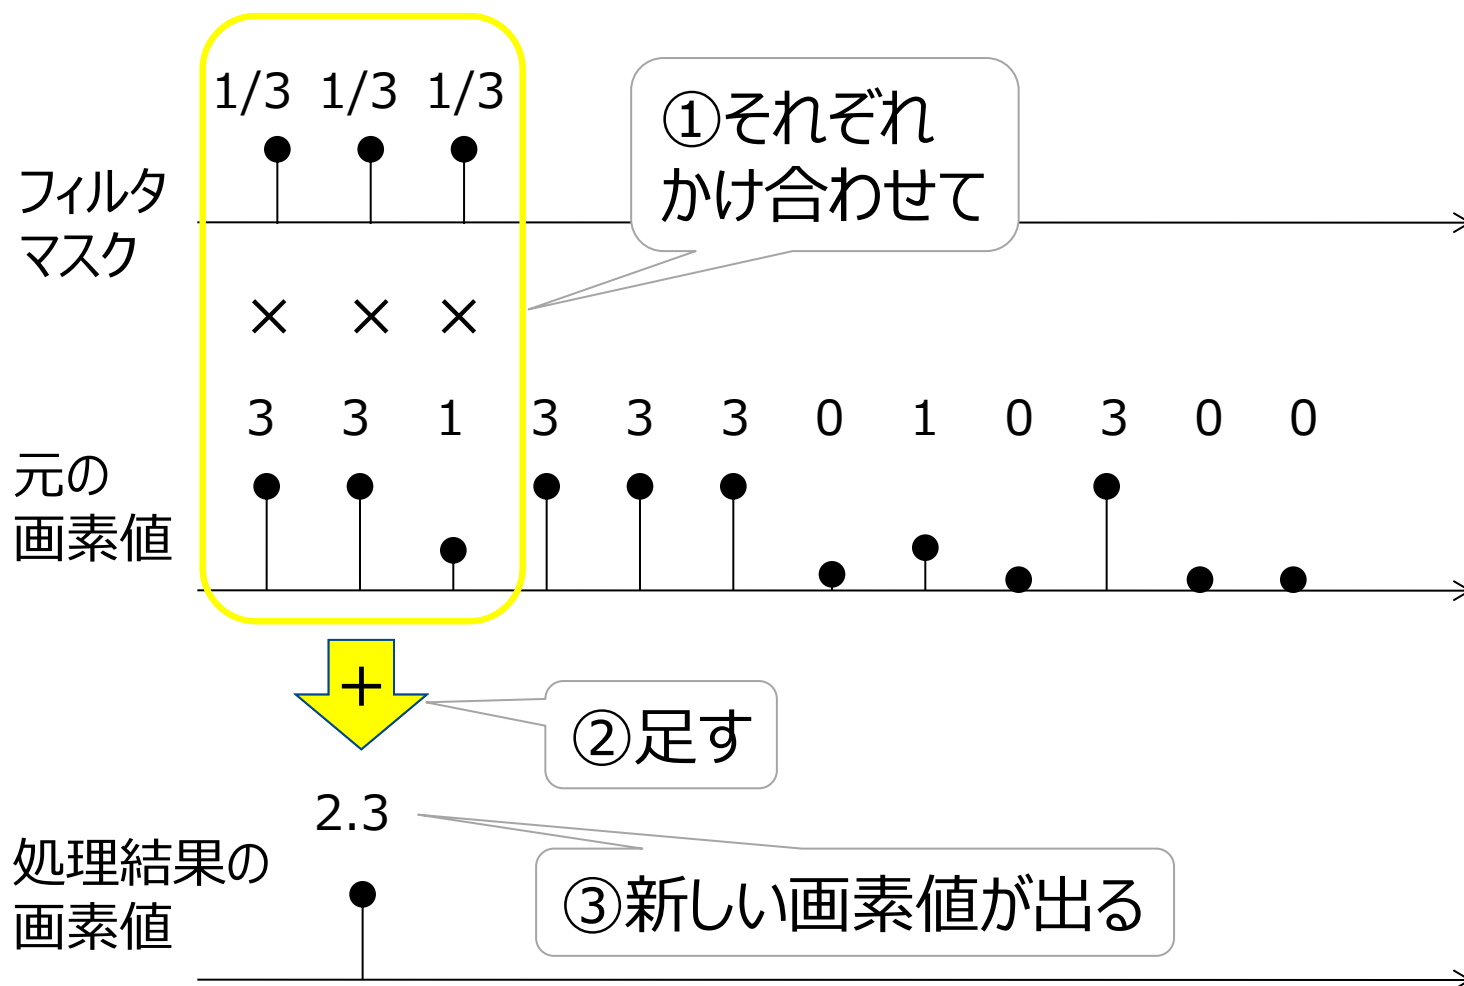 1/3 1/3 1/3
①それぞれ
かけ合わせて
フィルタ
マスク
× × ×
3 3 1 3 3 3 0 1 0 3 0 0
元の
画素値
+
②足す
2.3
処理結果の
画素値
③新しい画素値が出る